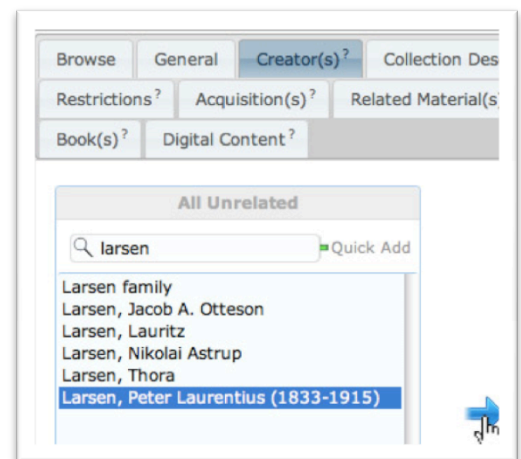 Browse General Creator(s)? Collection Des
Restrictions? Acquisition(s)? Related Material(s)
Book(s)? Digital Content?
All Unrelated
larsen Quick Add
Larsen family
Larsen, Jacob A. Otteson
Larsen, Lauritz
Larsen, Nikolai Astrup
Larsen, Thora
Larsen, Peter Laurentius (1833-1915)